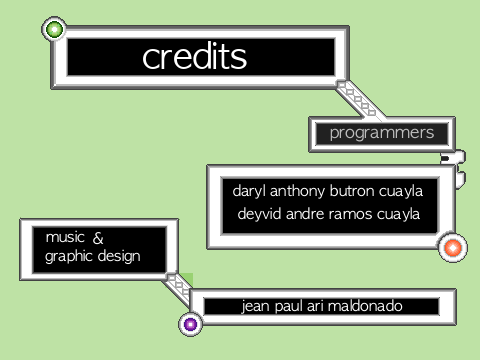 credits
programmers
daryl anthony butron cuayla
deyvid andre ramos cuayla
music &
graphic design
jean paul ari maldonado